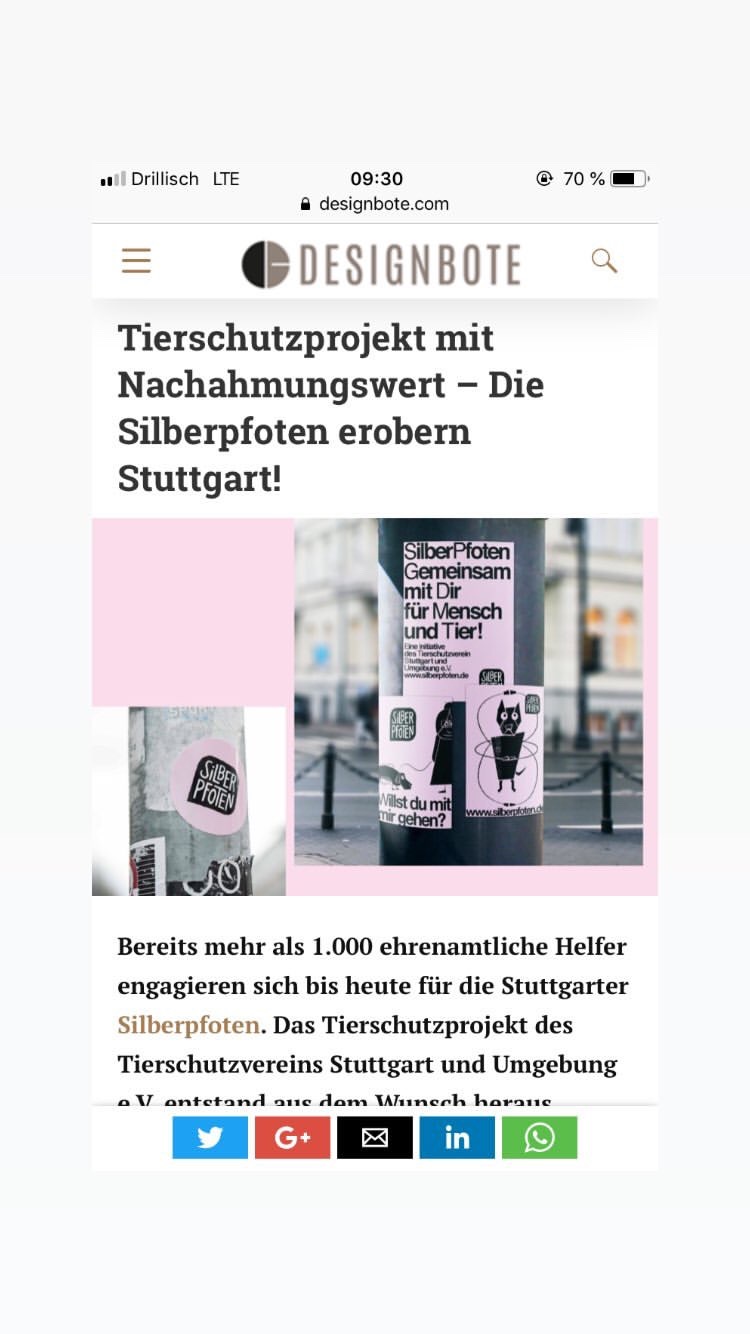 Drillisch LTE 09:30 70 %
designbote.com
DESIGNBOTE
Tierschutzprojekt mit
Nachahmungswert – Die
Silberpfoten erobern
Stuttgart!
SilberPfoten
Gemeinsam
mit Dir
für Mensch
und Tier!
Eine Initiative
des Tierschutzverein
Stuttgart und
Umgebung e.V.
www.silberpfoten.de
SILBER
SILBER
PFOTEN
SILBER
PFOTEN
Willst du mit
mir gehen?
www.silberpfoten.de
SiLBER
PFOTEN
Bereits mehr als 1.000 ehrenamtliche Helfer
engagieren sich bis heute für die Stuttgarter
Silberpfoten. Das Tierschutzprojekt des
Tierschutzvereins Stuttgart und Umgebung
e.V. entstand aus dem Wunsch heraus
G+
in